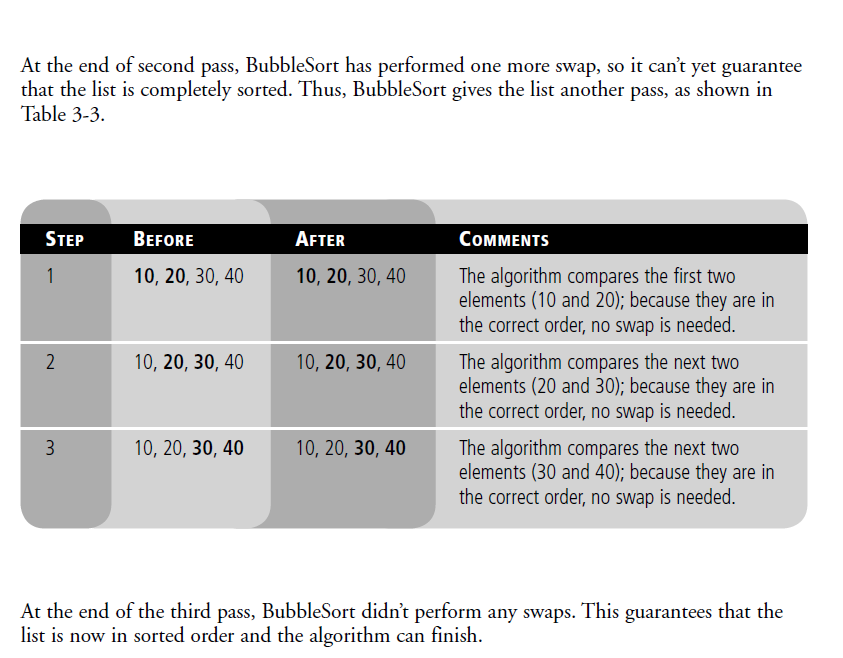 At the end of second pass, BubbleSort has performed one more swap, so it can’t yet guarantee
that the list is completely sorted. Thus, BubbleSort gives the list another pass, as shown in
Table 3-3.
STEP BEFORE AFTER COMMENTS
1 10, 20, 30, 40 10, 20, 30, 40 The algorithm compares the first two
elements (10 and 20); because they are in
the correct order, no swap is needed.
2 10, 20, 30, 40 10, 20, 30, 40 The algorithm compares the next two
elements (20 and 30); because they are in
the correct order, no swap is needed.
3 10, 20, 30, 40 10, 20, 30, 40 The algorithm compares the next two
elements (30 and 40); because they are in
the correct order, no swap is needed.
At the end of the third pass, BubbleSort didn’t perform any swaps. This guarantees that the
list is now in sorted order and the algorithm can finish.